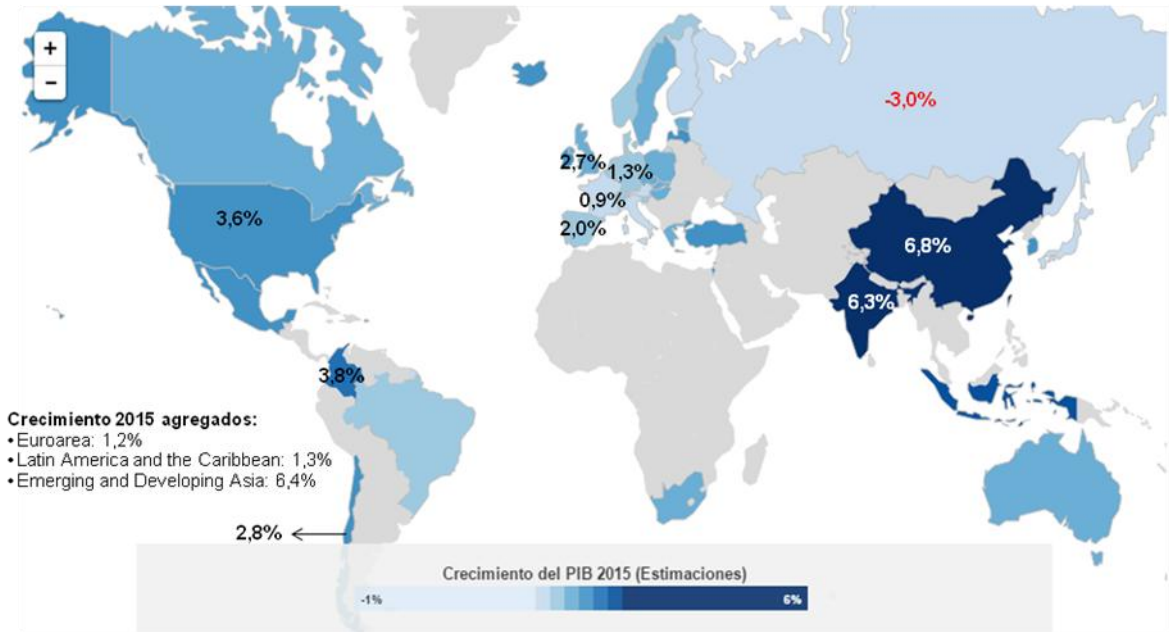 +
−
-3,0%
2,7%
1,3%
0,9%
3,6%
2,0%
6,8%
6,3%
3,8%
Crecimiento 2015 agregados:
•Euroarea: 1,2%
•Latin America and the Caribbean: 1,3%
•Emerging and Developing Asia: 6,4%
2,8%
Crecimiento del PIB 2015 (Estimaciones)
-1%
6%